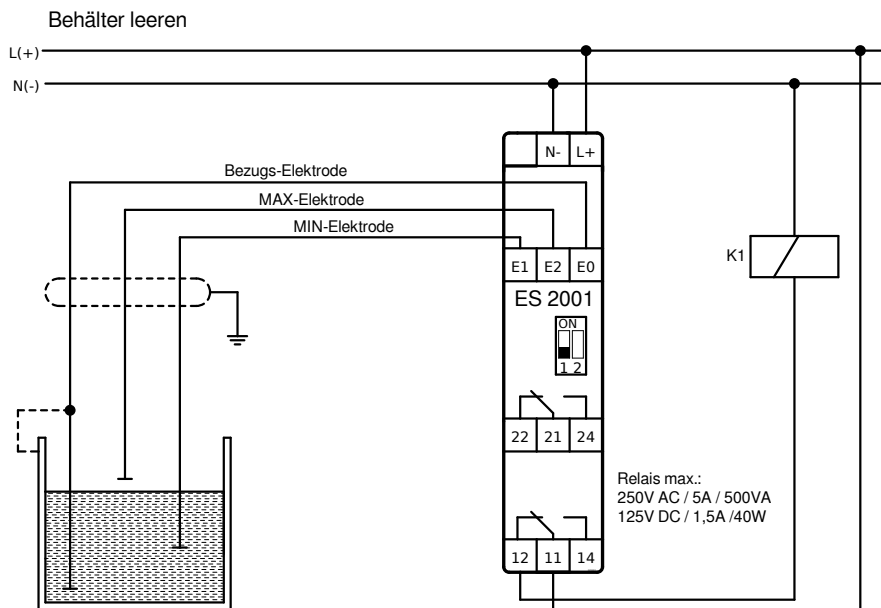 Behälter leeren
L(+)
N(-)
N- L+
Bezugs-Elektrode
MAX-Elektrode
MIN-Elektrode
E1 E2 E0
K1
ES 2001
ON
1 2
22 21 24
Relais max.:
250V AC / 5A / 500VA
125V DC / 1,5A /40W
12 11 14